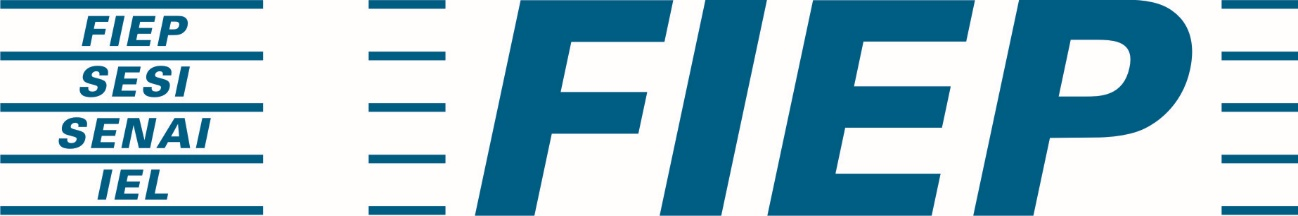 FIEP
SESI
SENAI
IEL
FIEP